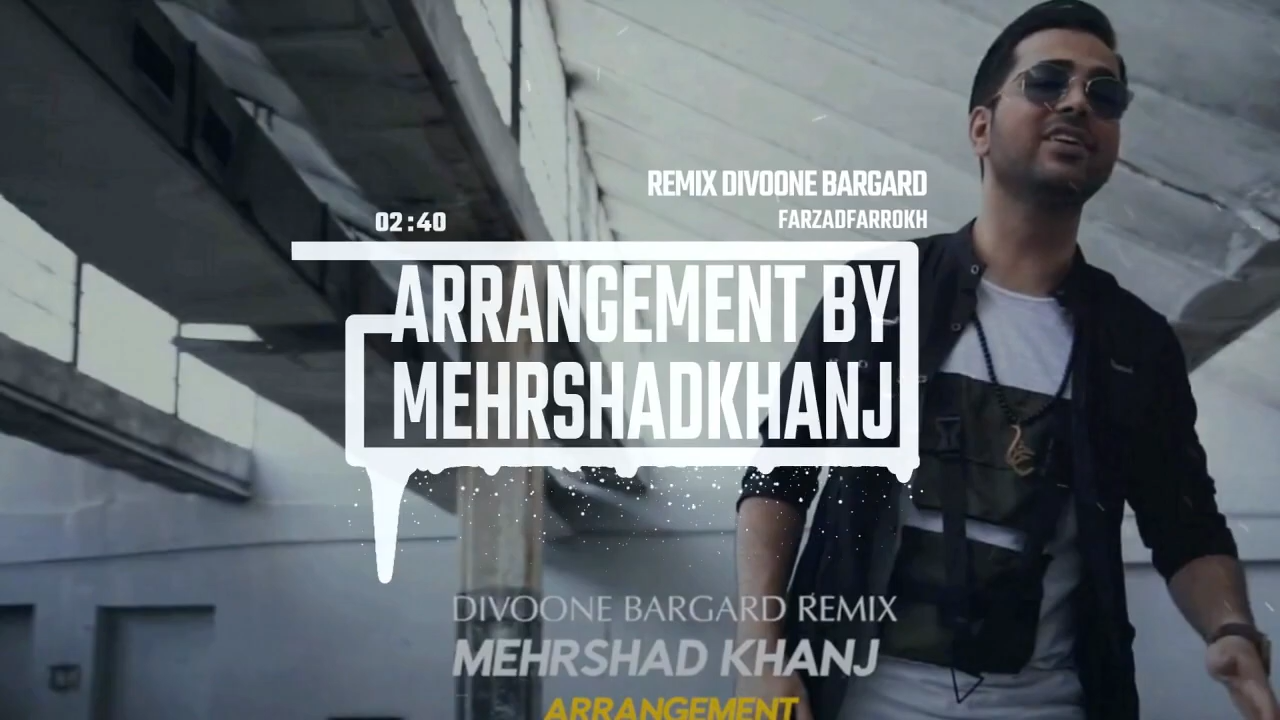 REMIX DIVOONE BARGARD
FARZADFARROKH
02:40
ARRANGEMENT BY
MEHRSHADKHANJ
DIVOONE BARGARD REMIX
MEHRSHAD KHANJ
ARRANGEMENT